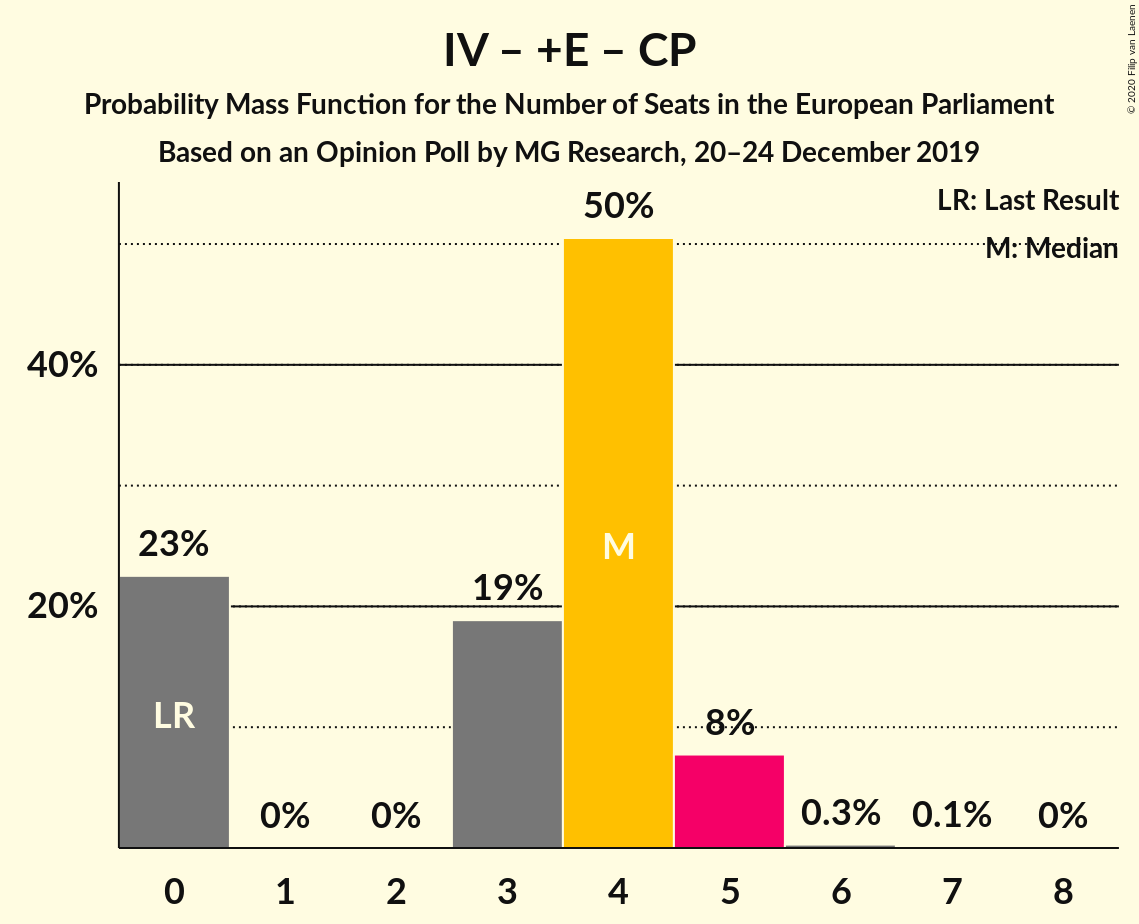 IV – +E – CP
Probability Mass Function for the Number of Seats in the European Parliament
Based on an Opinion Poll by MG Research, 20–24 December 2019
© 2020 Filip van Laenen
LR: Last Result
M: Median
50%
40%
23%
19%
20%
M
LR
8%
0%
0%
0.3%
0.1%
0%
0
1
2
3
4
5
6
7
8